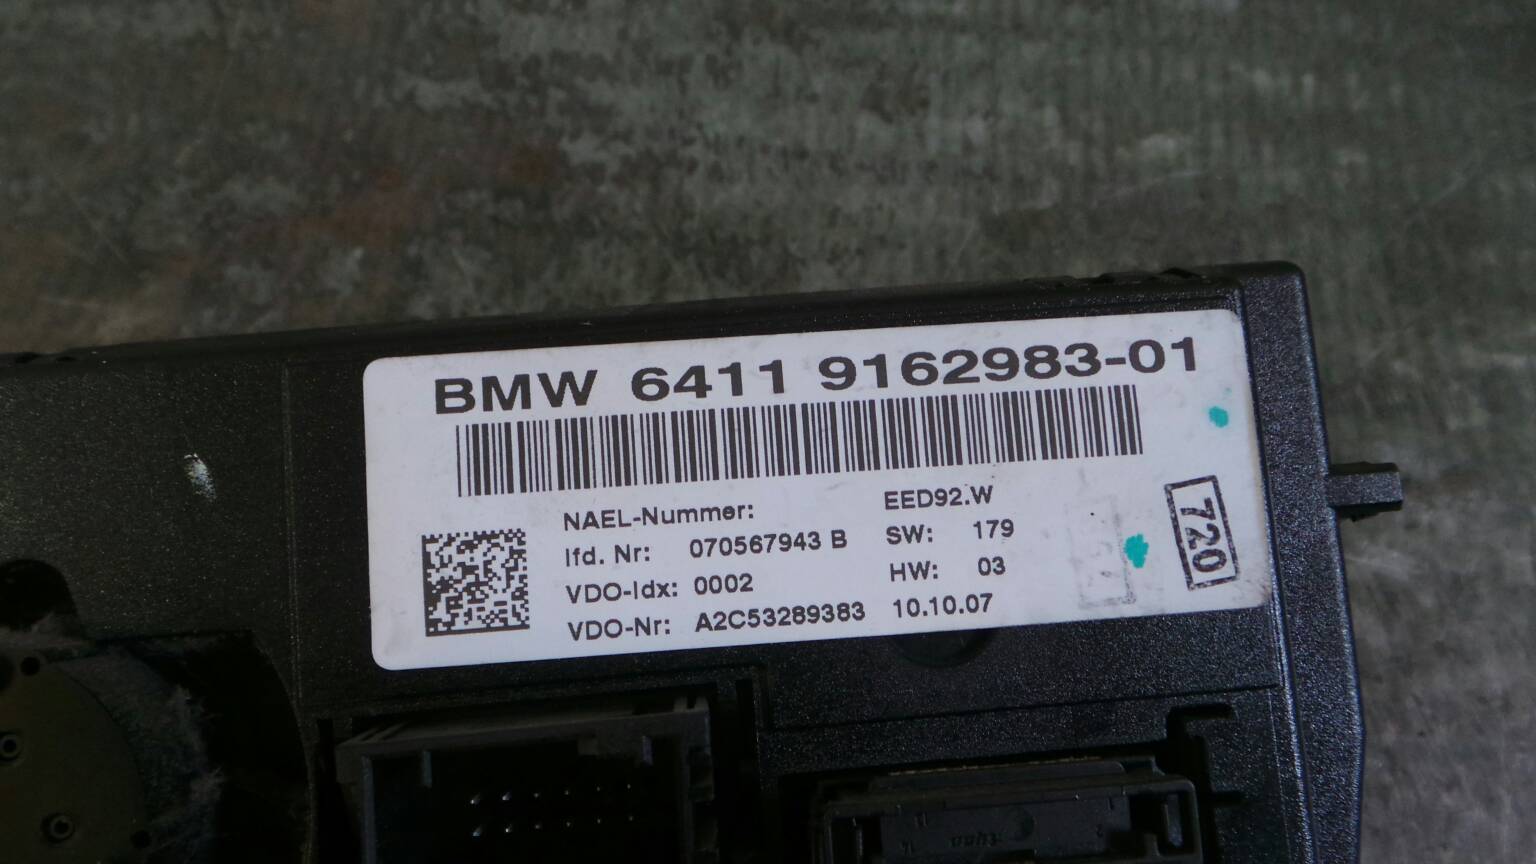 BMW 6411 9162983-01
NAEL-Nummer: EED92.W
lfd. Nr: 070567943 B SW: 179
VDO-Idx: 0002 HW: 03
VDO-Nr: A2C53289383 10.10.07
720